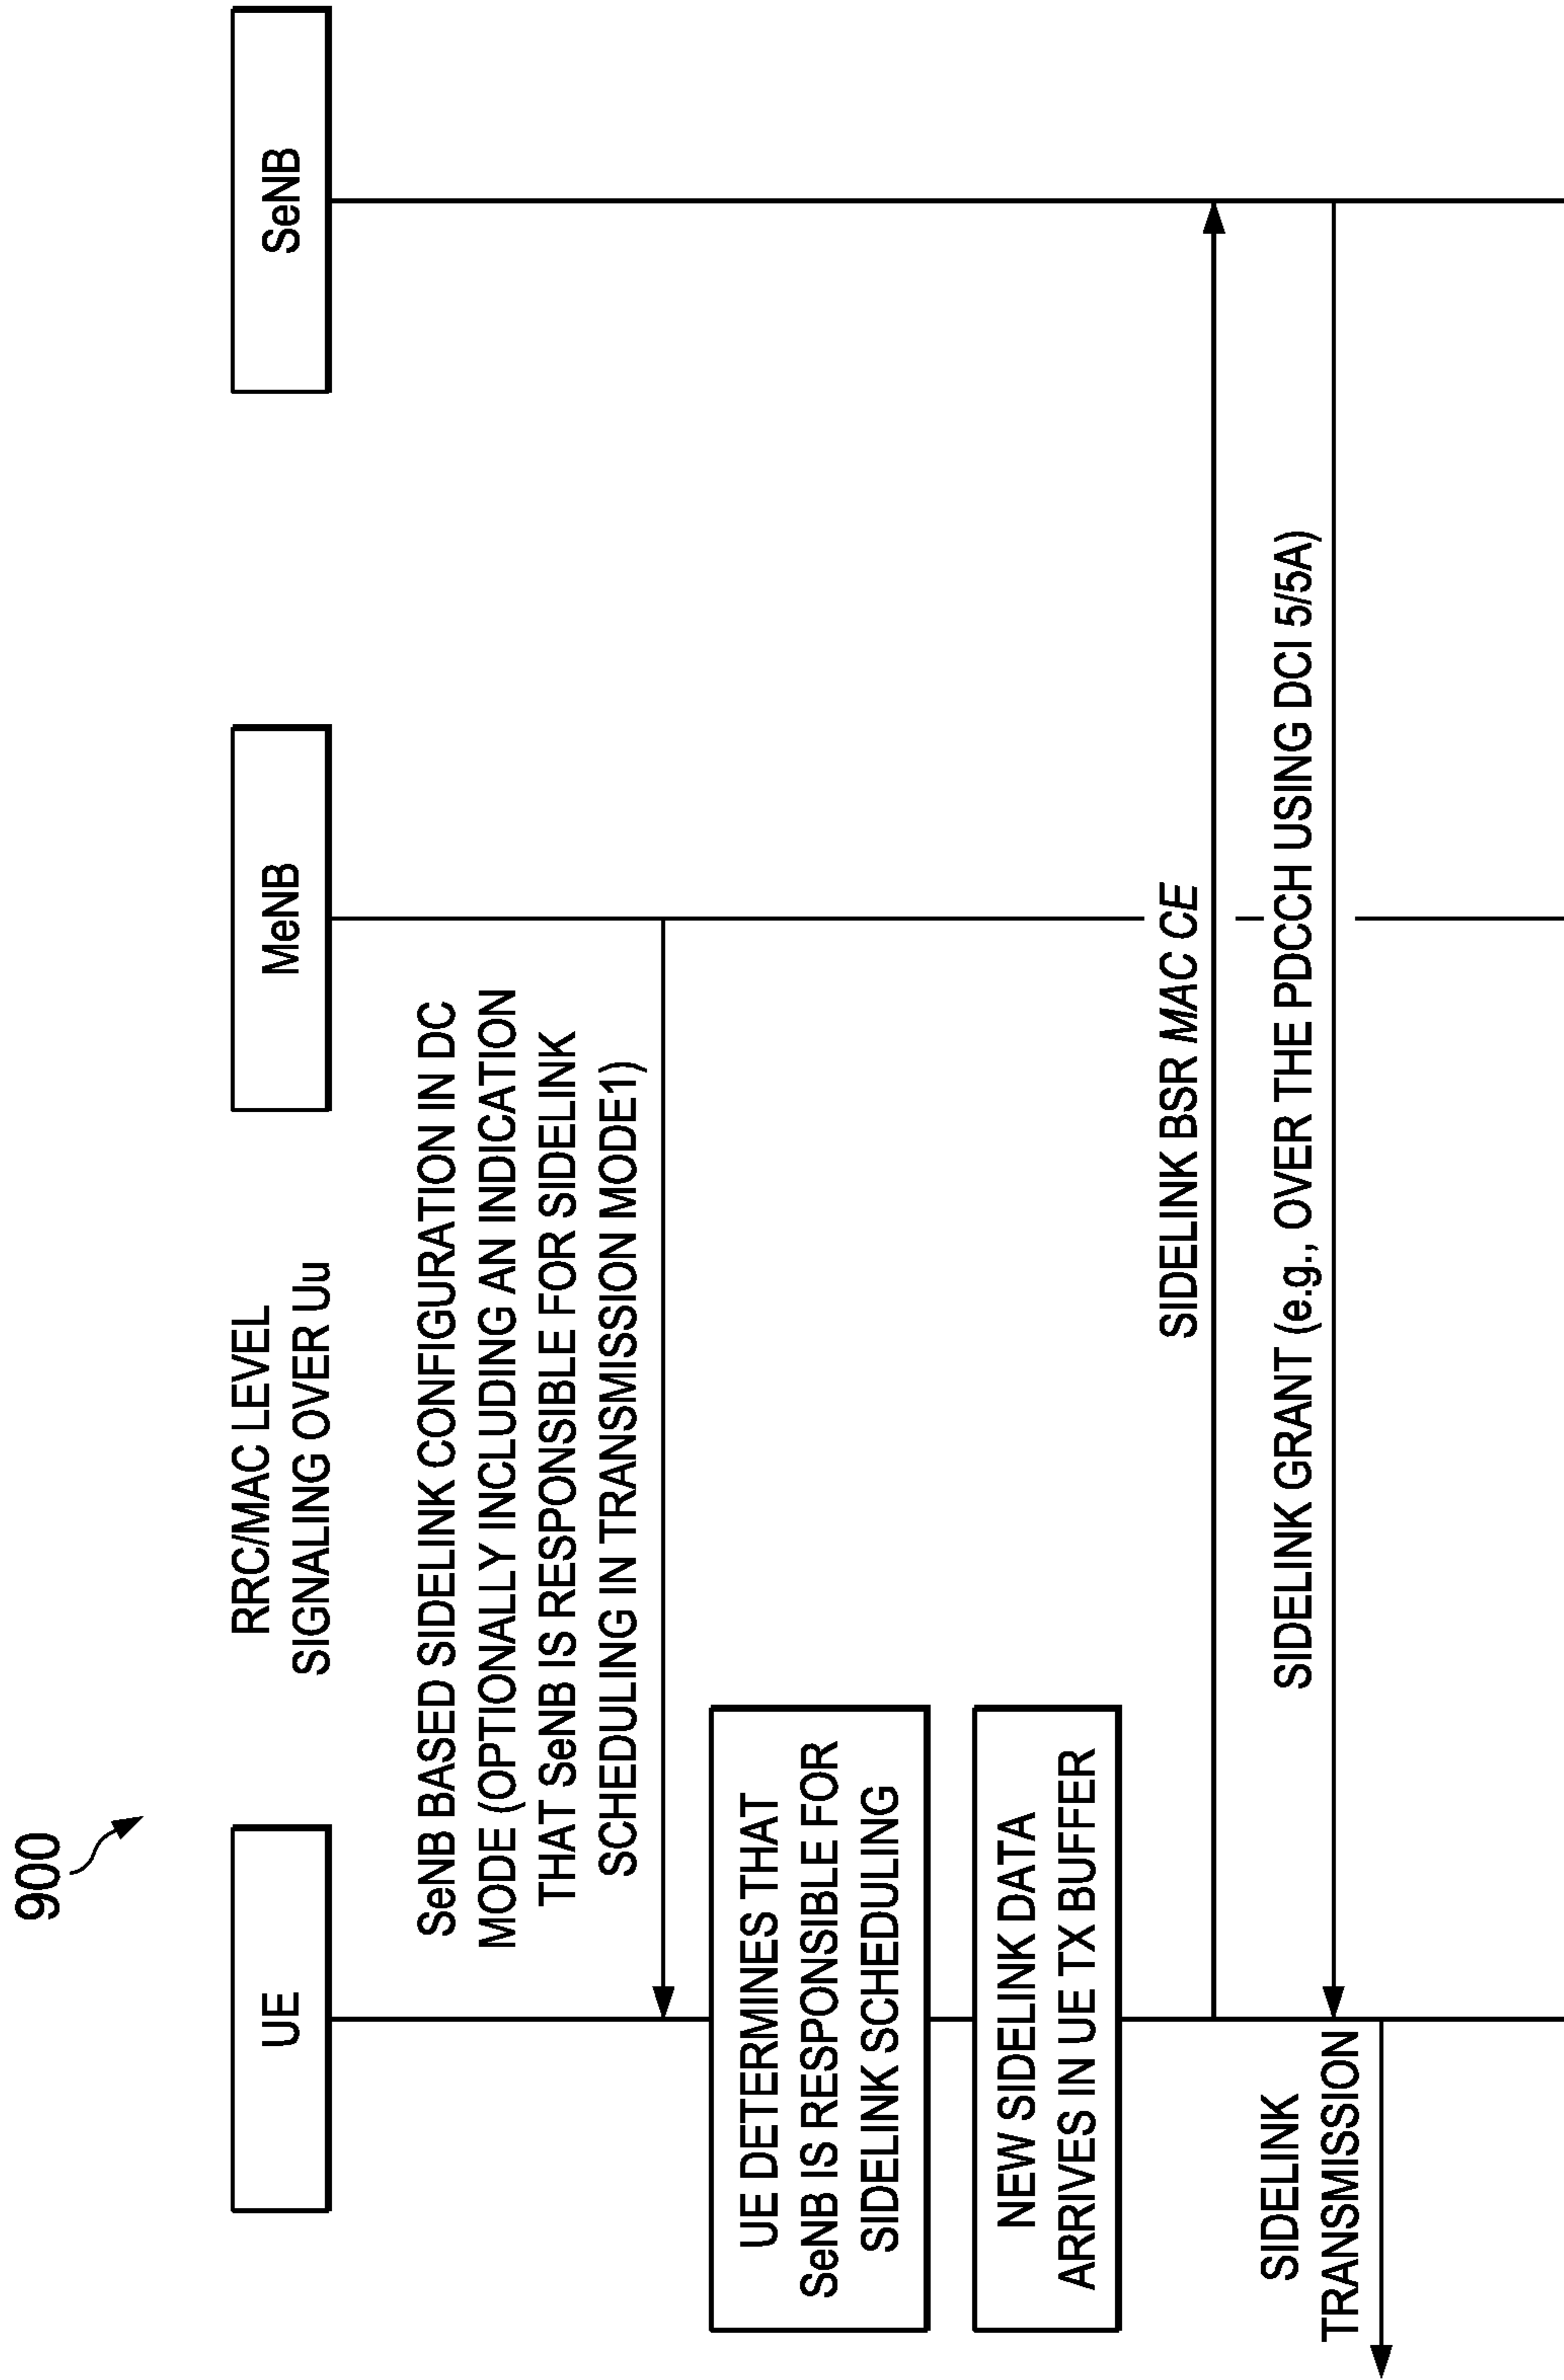 900
UE
RRC/MAC LEVEL
SIGNALING OVER Uu
MeNB
SeNB
SeNB BASED SIDELINK CONFIGURATION IN DC
MODE (OPTIONALLY INCLUDING AN INDICATION
THAT SeNB IS RESPONSIBLE FOR SIDELINK
SCHEDULING IN TRANSMISSION MODE1)
UE DETERMINES THAT
SeNB IS RESPONSIBLE FOR
SIDELINK SCHEDULING
NEW SIDELINK DATA
ARRIVES IN UE TX BUFFER
SIDELINK BSR MAC CE
SIDELINK GRANT (e.g., OVER THE PDCCH USING DCI 5/5A)
SIDELINK
TRANSMISSION